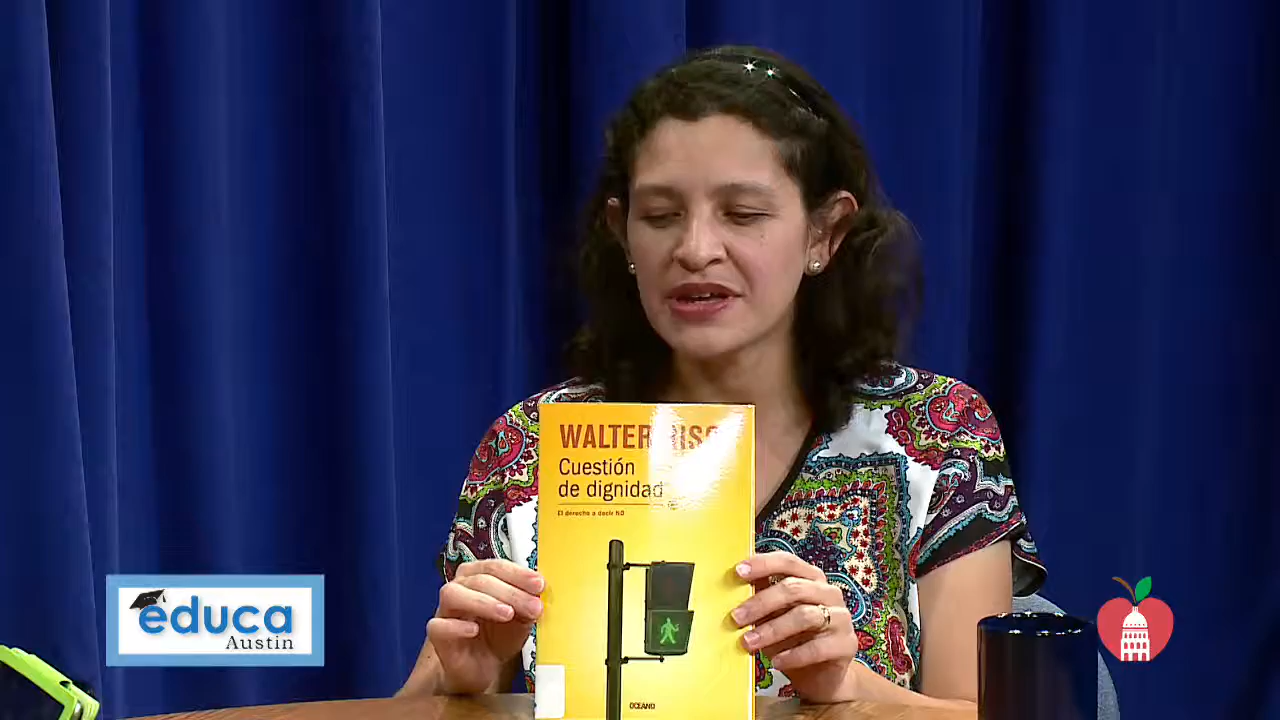 WALTER
Cuestión
de dignidad
El derecho a decir NO
OCEANO
educa
Austin